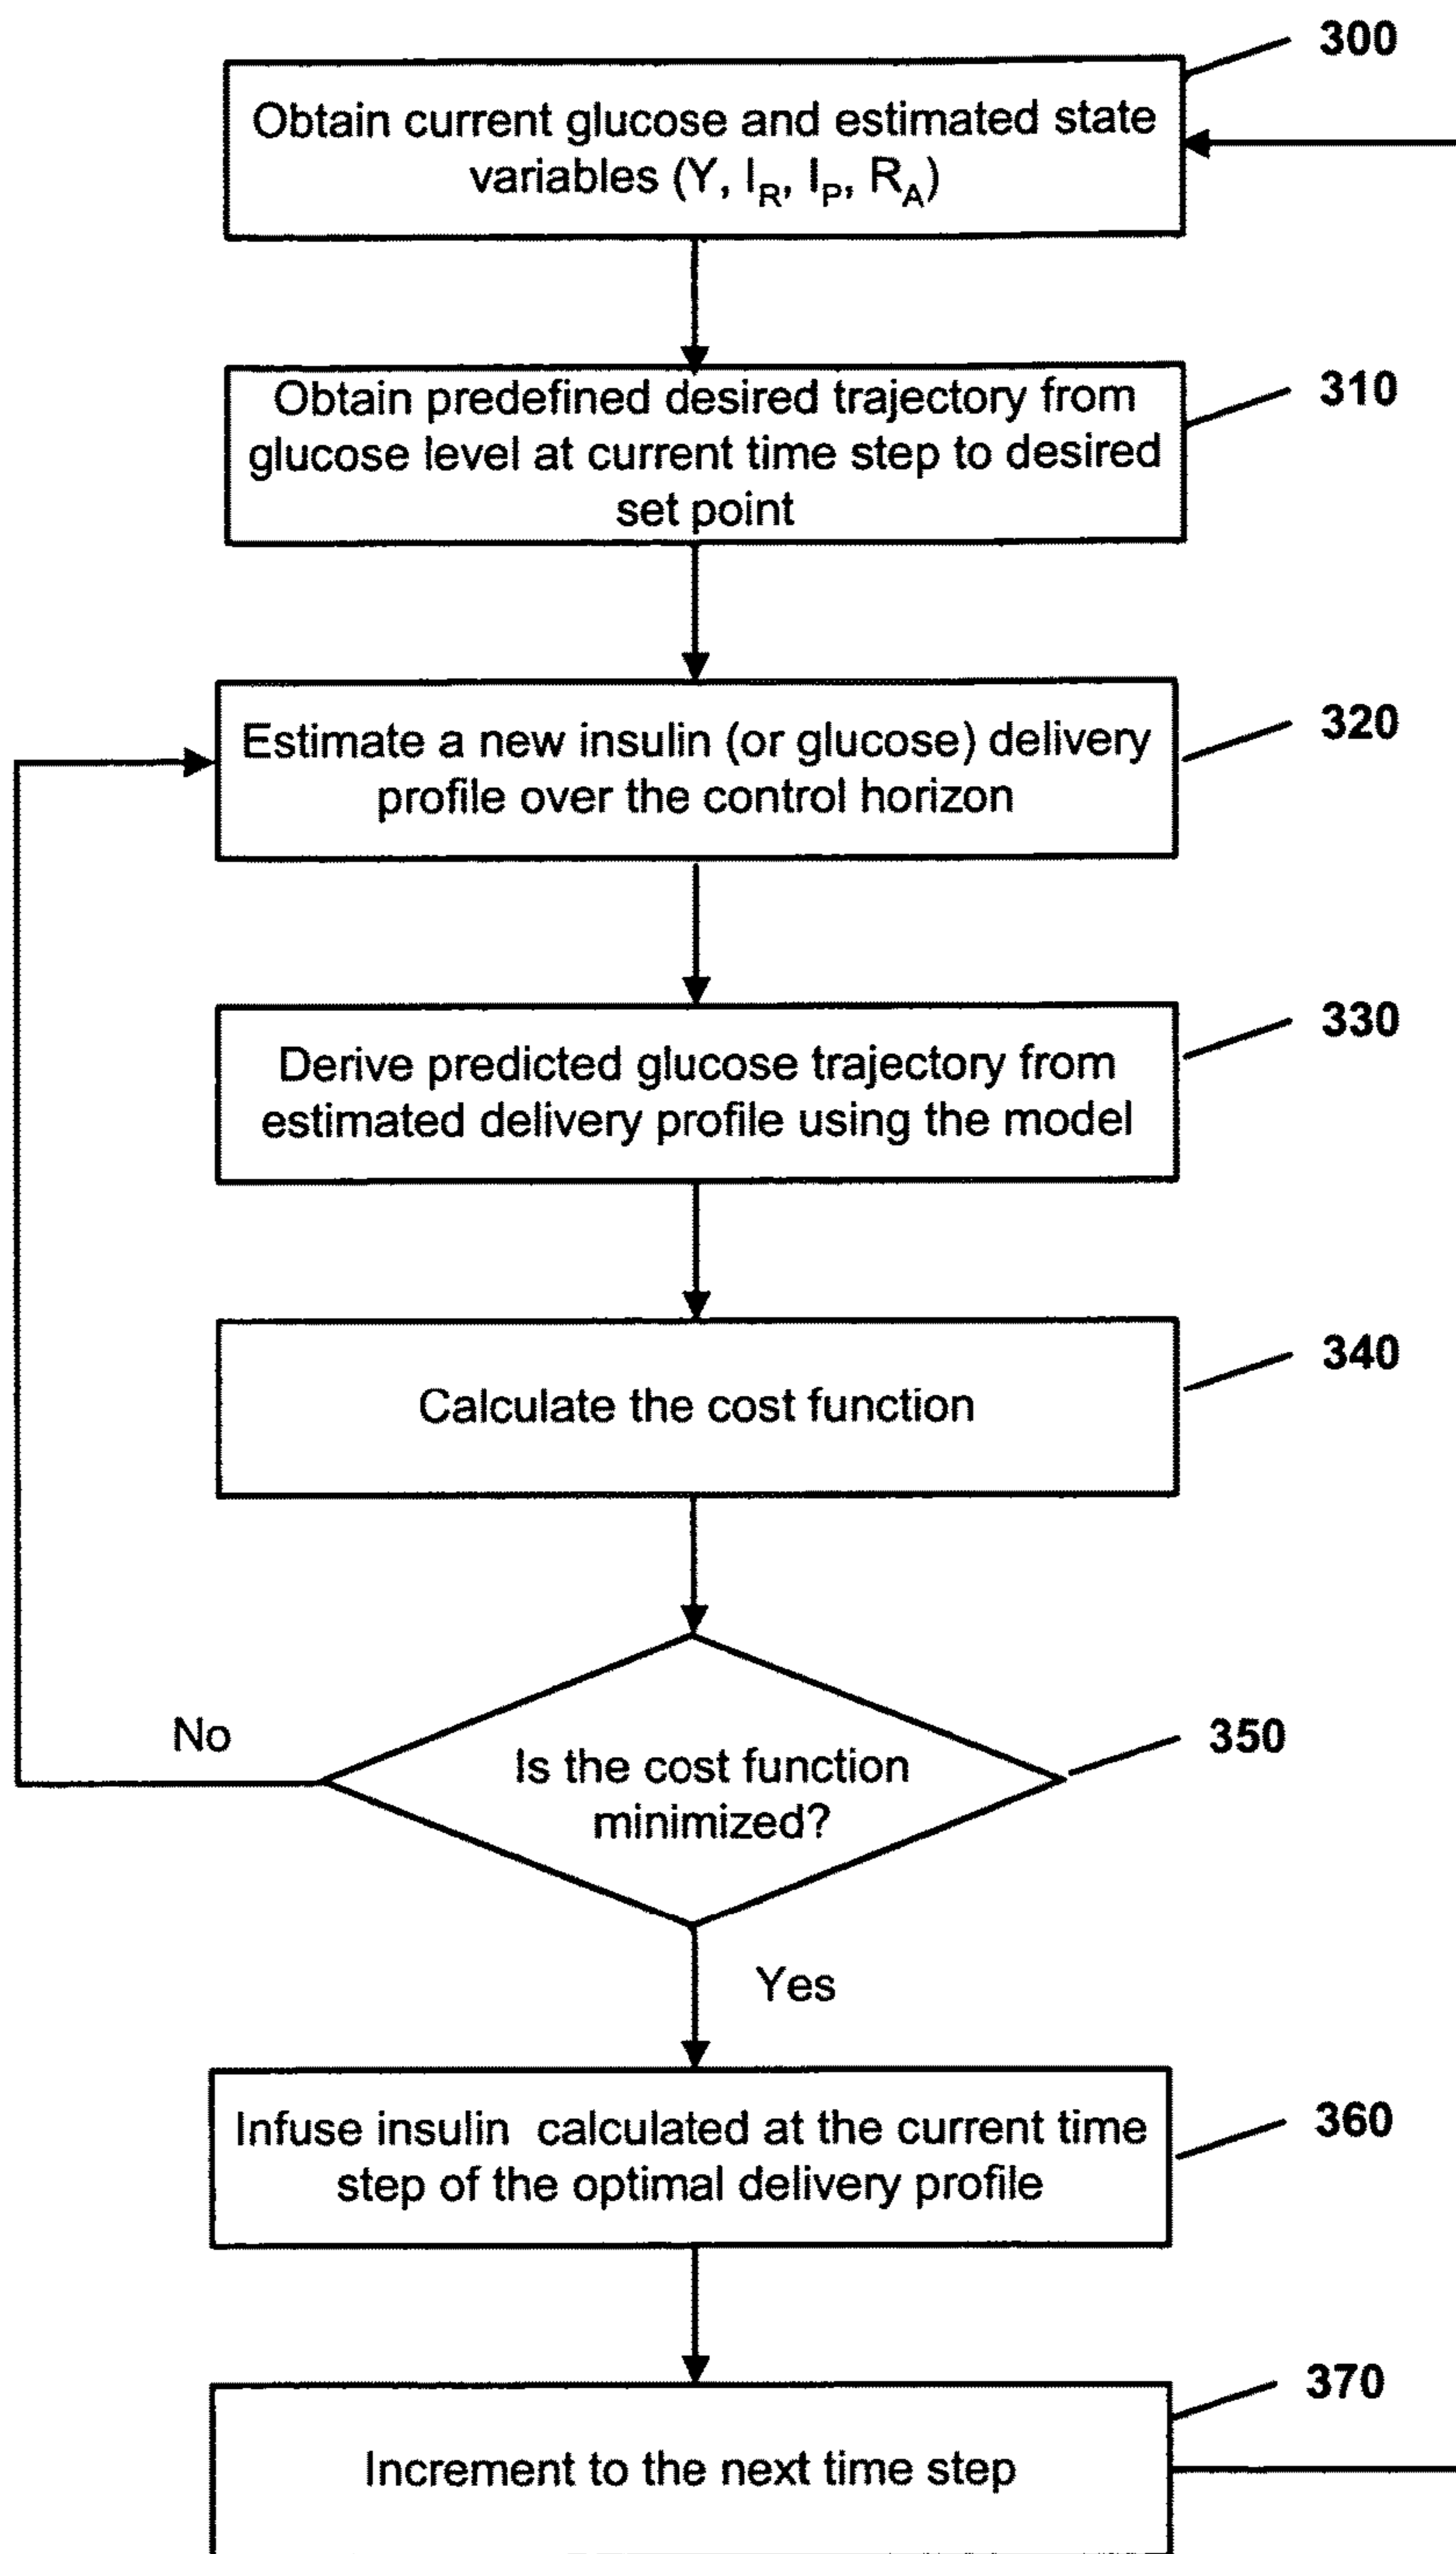 300
Obtain current glucose and estimated state
variables (Y, I_R, I_P, R_A)
310
Obtain predefined desired trajectory from
glucose level at current time step to desired
set point
320
Estimate a new insulin (or glucose) delivery
profile over the control horizon
330
Derive predicted glucose trajectory from
estimated delivery profile using the model
340
Calculate the cost function
350
No
Is the cost function
minimized?
Yes
360
Infuse insulin calculated at the current time
step of the optimal delivery profile
370
Increment to the next time step